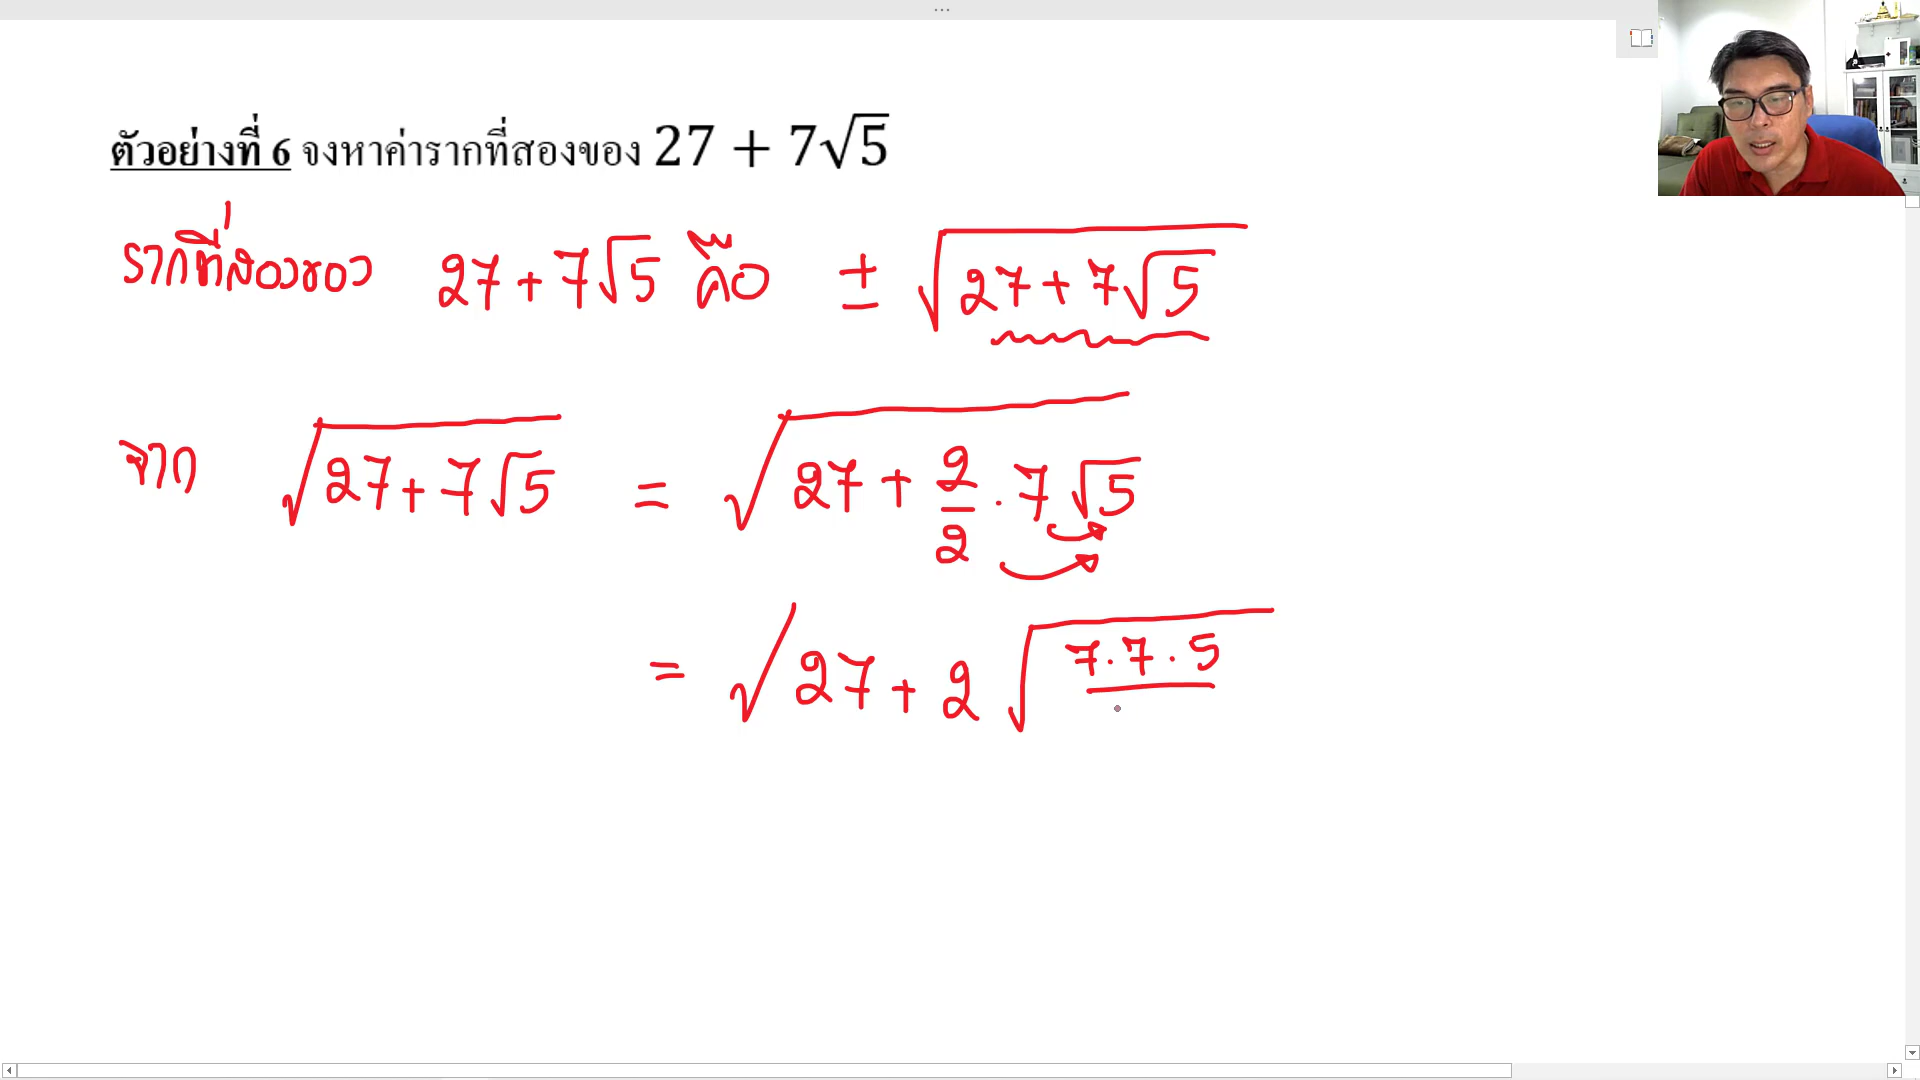 ตัวอย่างที่ 6 จงหาค่ารากที่สองของ 27 + 7√5
รากที่สองของ 27 + 7√5 คือ ± √(27 + 7√5)
จาก √(27 + 7√5) = √(27 + 2/2 · 7√5)
= √(27 + 2√(7·7·5